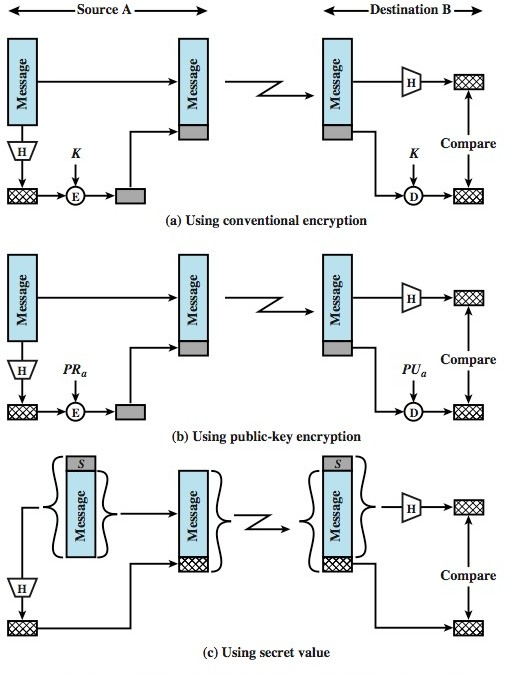 Source A
Destination B
Message
Message
Message
H
H
K
K
Compare
E
D
(a) Using conventional encryption
Message
Message
Message
H
H
PRa
PUa
Compare
E
D
(b) Using public-key encryption
S
S
Message
Message
Message
H
H
Compare
(c) Using secret value